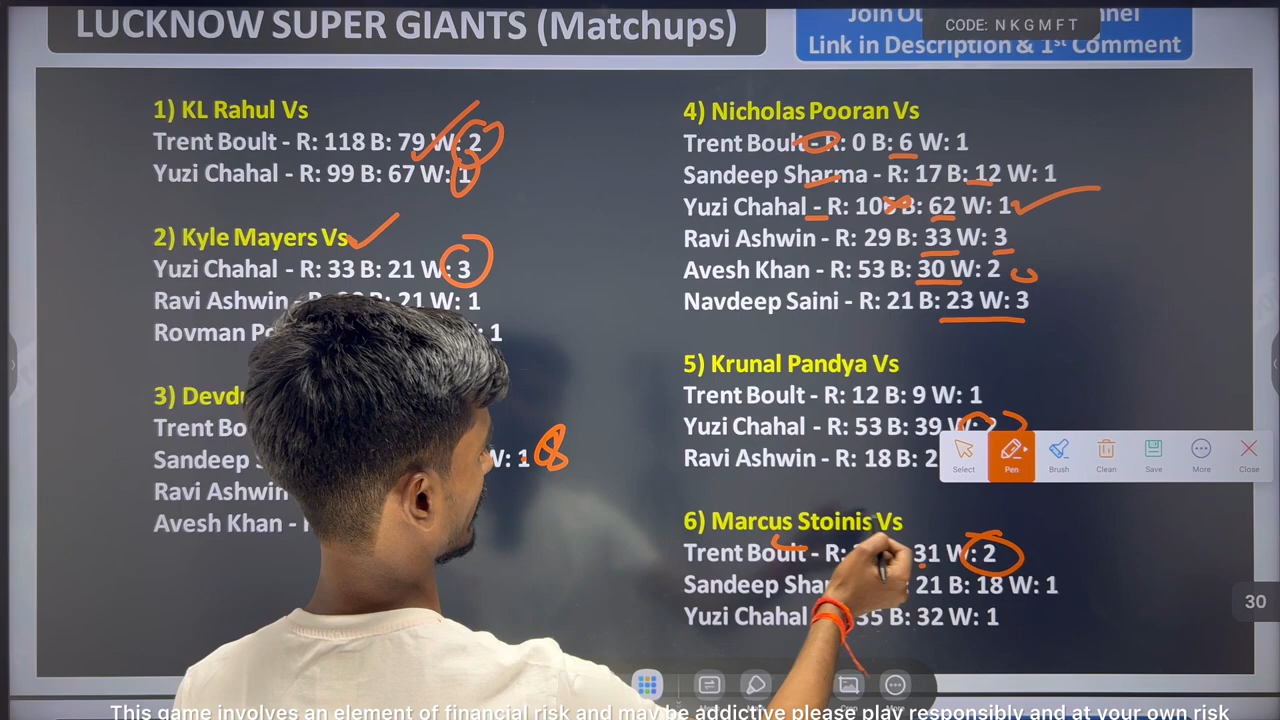 LUCKNOW SUPER GIANTS (Matchups)
CODE: N K G M F T
Link in Description & 1st Comment
1) KL Rahul Vs
Trent Boult - R: 118 B: 79 W: 2
Yuzi Chahal - R: 99 B: 67 W: 1
2) Kyle Mayers Vs
Yuzi Chahal - R: 33 B: 21 W: 3
Ravi Ashwin B: 21 W: 1
Rovman 1
3)
Trent
Sandeep W: 1
Ravi Ashwin
Avesh Khan -
4) Nicholas Pooran Vs
Trent Boult - R: 0 B: 6 W: 1
Sandeep Sharma - R: 17 B: 12 W: 1
Yuzi Chahal - R: B: 62 W: 1
Ravi Ashwin - R: 29 B: 33 W: 3
Avesh Khan - R: 53 B: 30 W: 2
Navdeep Saini - R: 21 B: 23 W: 3
5) Krunal Pandya Vs
Trent Boult - R: 12 B: 9 W: 1
Yuzi Chahal - R: 53 B: 39 W:
Ravi Ashwin - R: 18 B:
Select Pen Brush Clean Save More Close
6) Marcus Stoinis Vs
Trent Boult - R: 31 W: 2
Sandeep 21 B: 18 W: 1
Yuzi Chahal 35 B: 32 W: 1
30
This game involves an element of financial risk and may be addictive please play responsibly and at your own risk